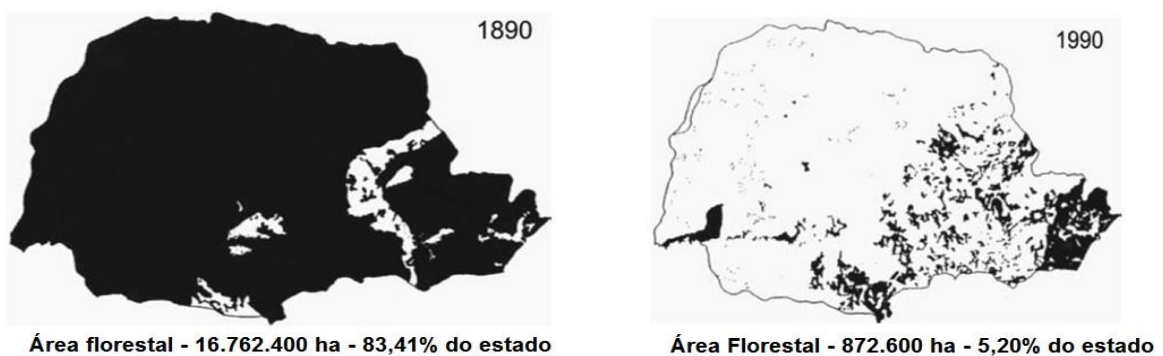 1890
1990
Área florestal - 16.762.400 ha - 83,41% do estado
Área Florestal - 872.600 ha - 5,20% do estado